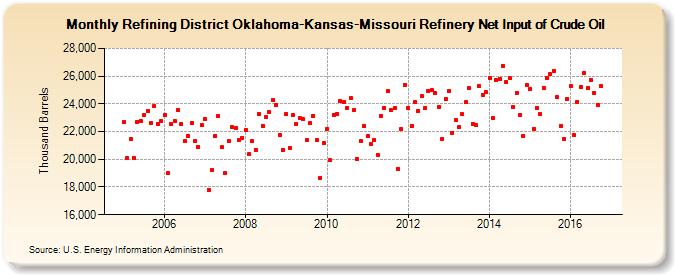 Monthly Refining District Oklahoma-Kansas-Missouri Refinery Net Input of Crude Oil
Thousand Barrels
28,000
26,000
24,000
22,000
20,000
18,000
16,000
2006 2008 2010 2012 2014 2016
Source: U.S. Energy Information Administration